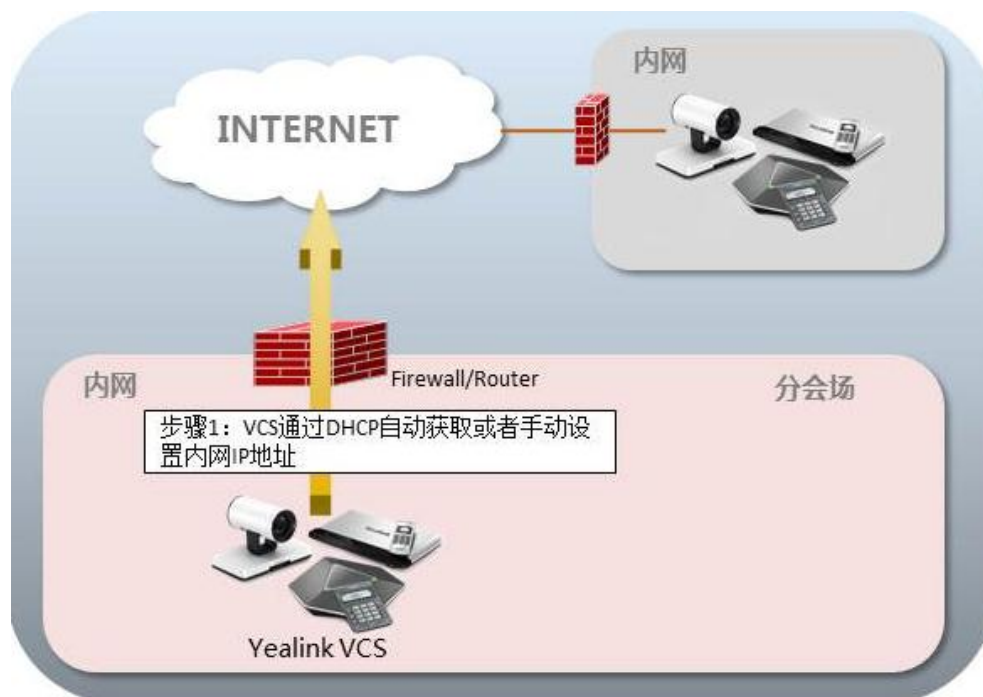 内网
INTERNET
内网
Firewall/Router
分会场
步骤1：VCS通过DHCP自动获取或者手动设
置内网IP地址
Yealink VCS